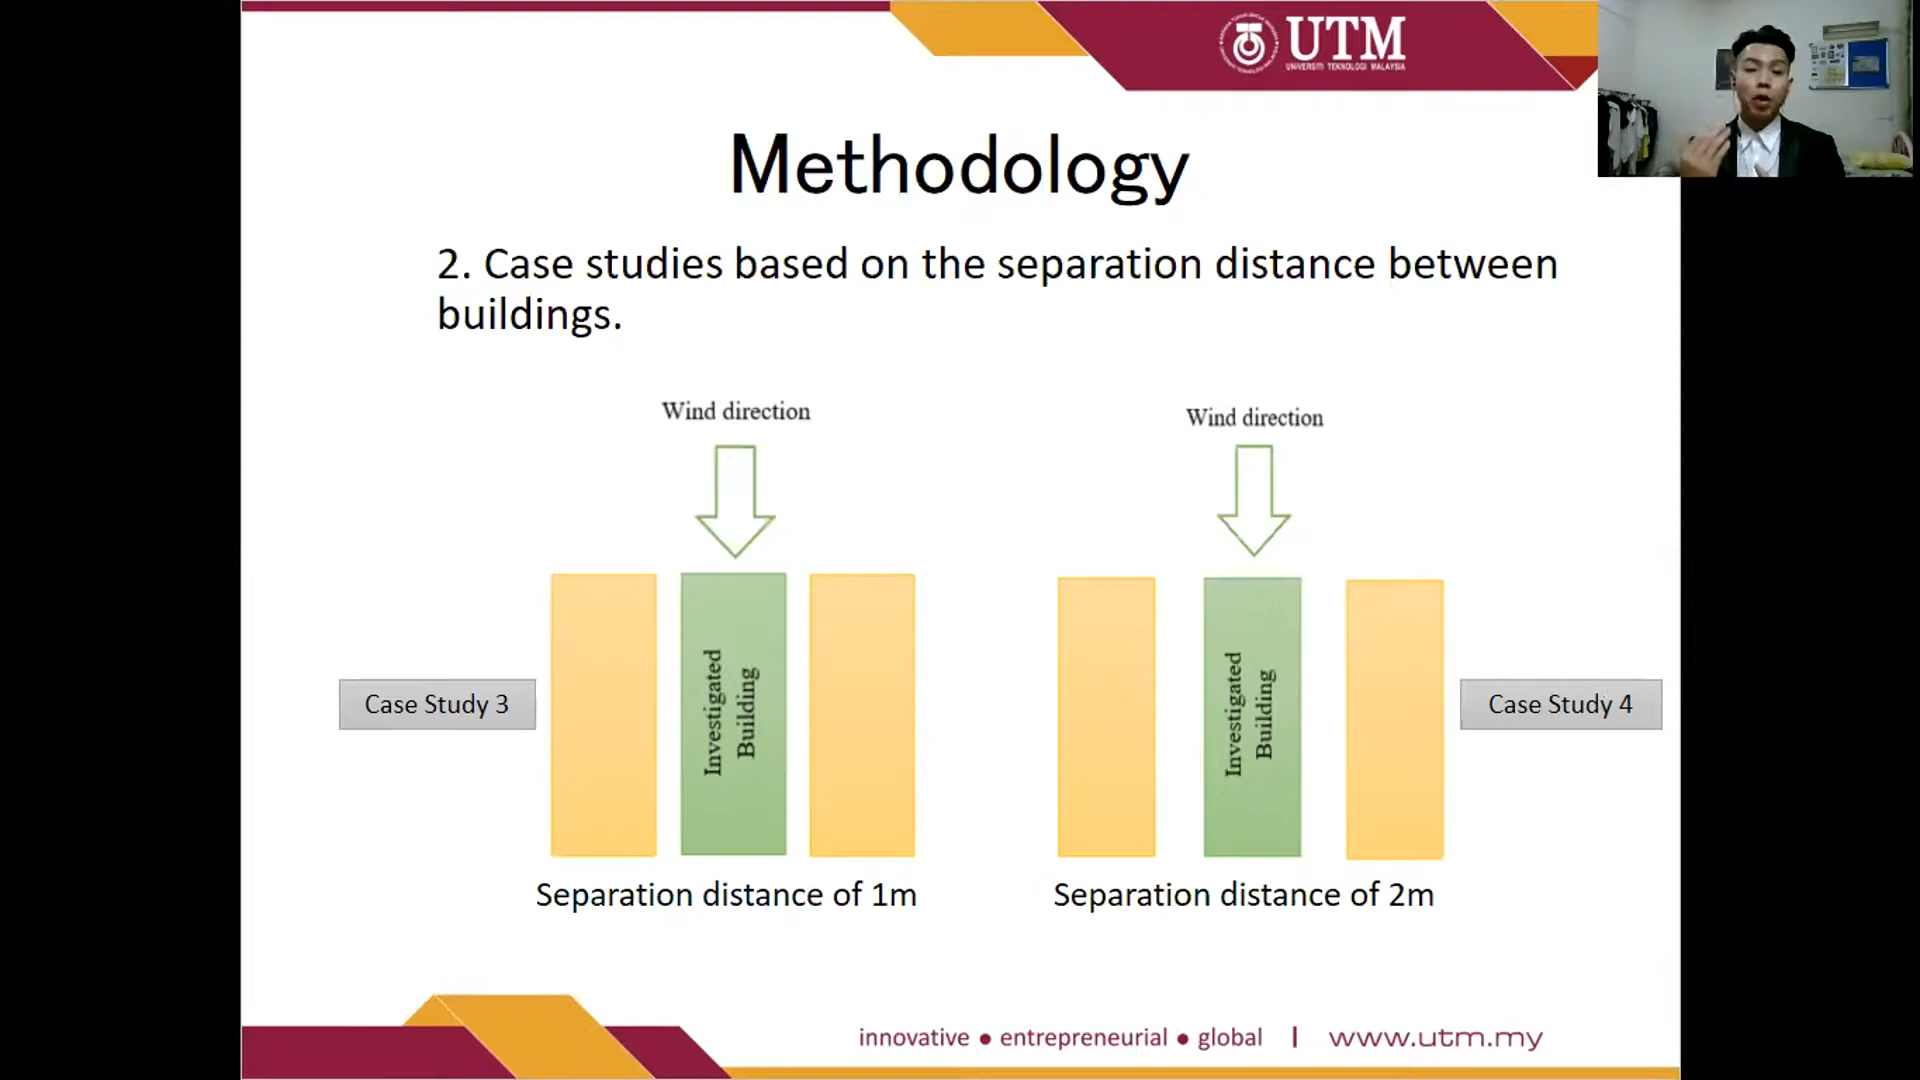 UTM
UNIVERSITI TEKNOLOGI MALAYSIA
Methodology
2. Case studies based on the separation distance between
buildings.
Wind direction
Wind direction
Case Study 3
Investigated
Building
Investigated
Building
Case Study 4
Separation distance of 1m
Separation distance of 2m
innovative ● entrepreneurial ● global | www.utm.my